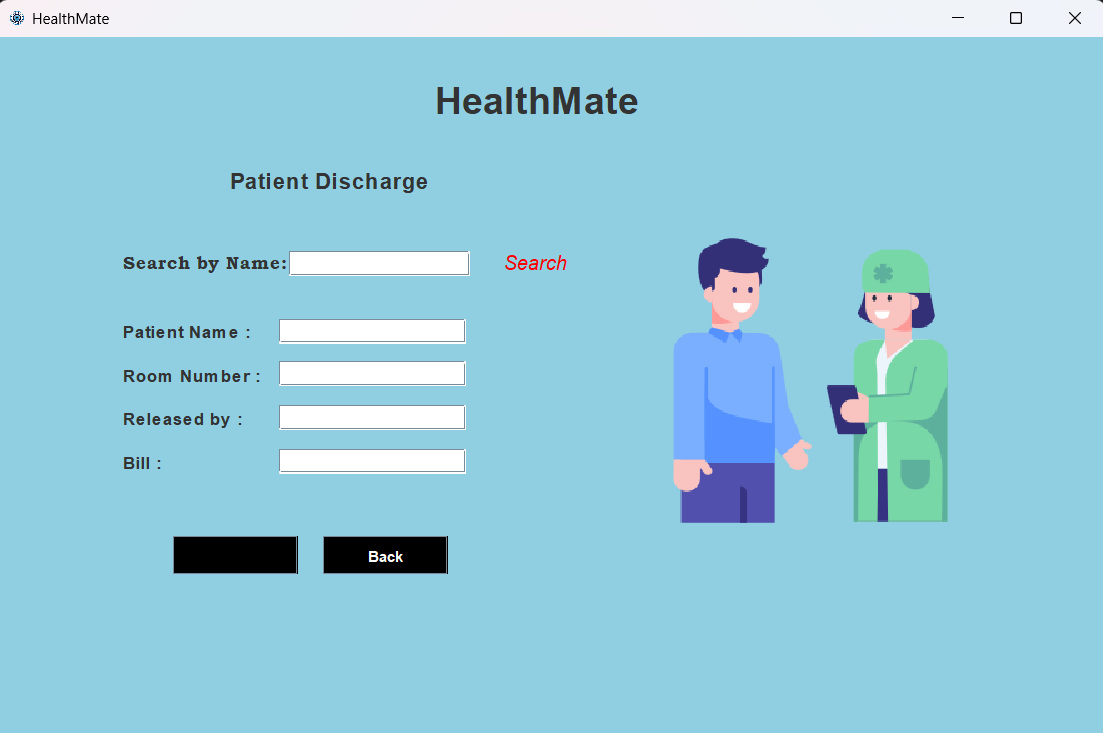 HealthMate
HealthMate
Patient Discharge
Search by Name: Search
Patient Name :
Room Number :
Released by :
Bill :
Back